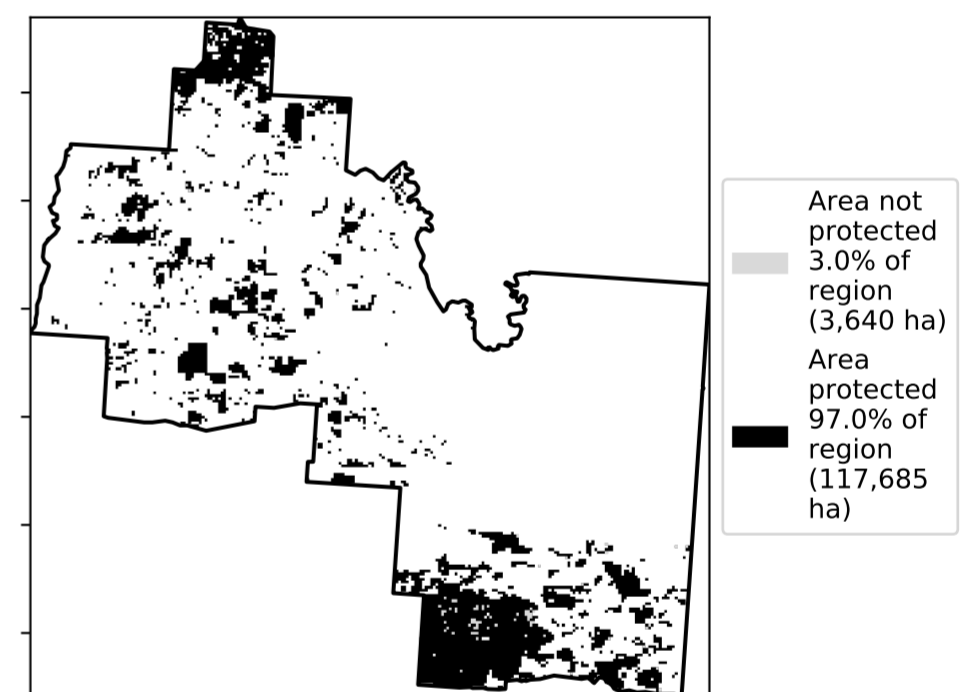 Area not
protected
3.0% of
region
(3,640 ha)
Area
protected
97.0% of
region
(117,685
ha)